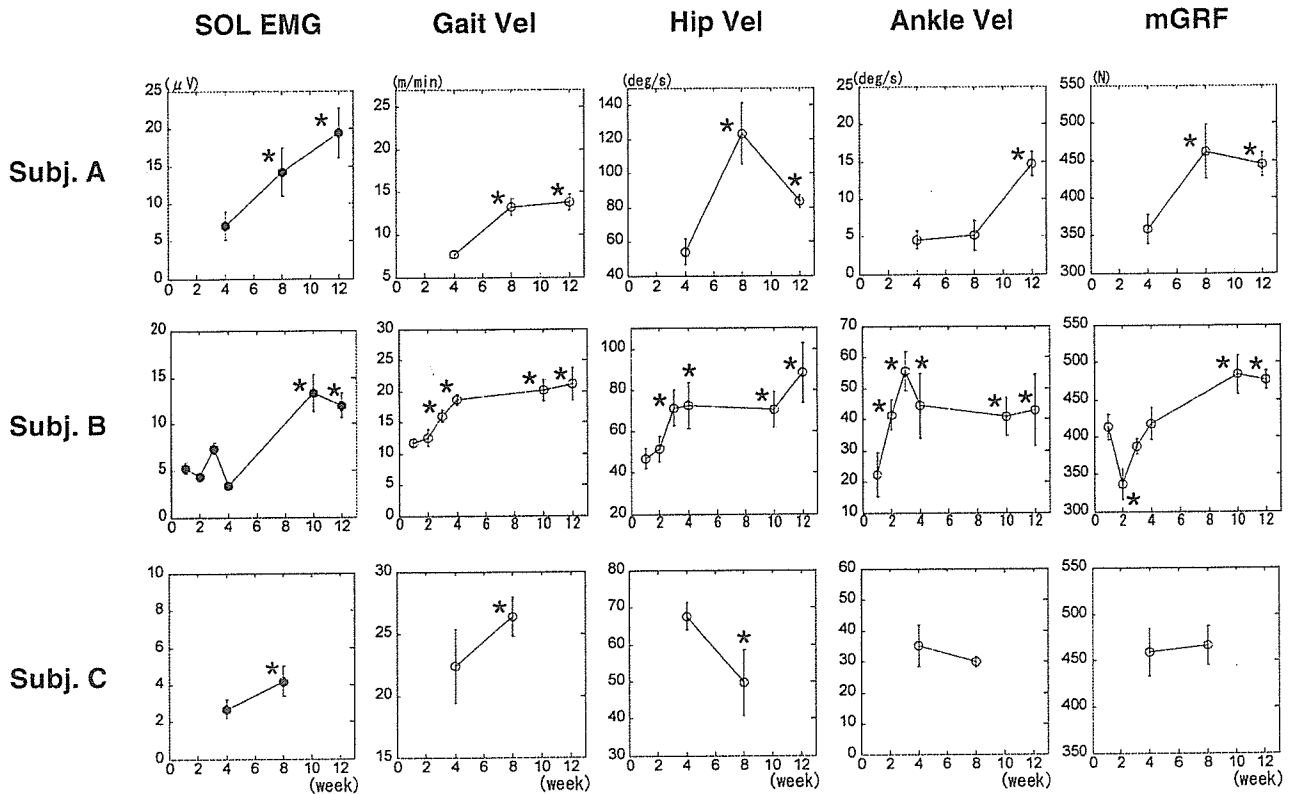 SOL EMG Gait Vel Hip Vel Ankle Vel mGRF
(μV) (m/min) (deg/s) (deg/s) (N)
Subj. A
25 20 15 10 5 0
0 2 4 6 8 10 12
* *
25 20 15 10 5
0 2 4 6 8 10 12
* *
140 120 100 80 60 40
0 2 4 6 8 10 12
* *
25 20 15 10 5 0
0 2 4 6 8 10 12
*
550 500 450 400 350 300
0 2 4 6 8 10 12
* *
Subj. B
20 15 10 5 0
0 2 4 6 8 10 12
* *
30 25 20 15 10 5 0
0 2 4 6 8 10 12
* * * *
100 80 60 40 20
0 2 4 6 8 10 12
* * * *
70 60 50 40 30 20 10
0 2 4 6 8 10 12
* * * * *
550 500 450 400 350 300
0 2 4 6 8 10 12
* * *
Subj. C
10 8 6 4 2 0
0 2 4 6 8 10 12
(week)
*
30 25 20 15
0 2 4 6 8 10 12
(week)
*
80 70 60 50 40 30
0 2 4 6 8 10 12
(week)
*
60 50 40 30 20 10 0
0 2 4 6 8 10 12
(week)
550 500 450 400 350
0 2 4 6 8 10 12
(week)